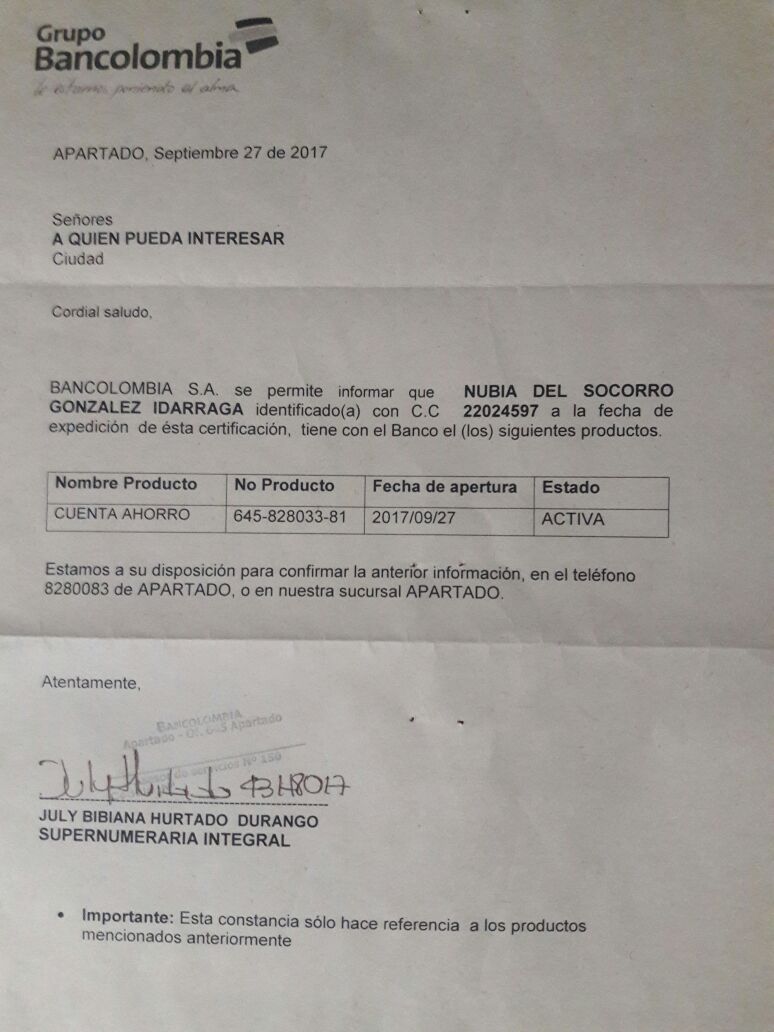 Grupo
Bancolombia
le estamos poniendo el alma
APARTADO, Septiembre 27 de 2017
Señores
A QUIEN PUEDA INTERESAR
Ciudad
Cordial saludo,
BANCOLOMBIA S.A. se permite informar que NUBIA DEL SOCORRO
GONZALEZ IDARRAGA identificado(a) con C.C 22024597 a la fecha de
expedición de ésta certificación, tiene con el Banco el (los) siguientes productos.
Nombre Producto No Producto Fecha de apertura Estado
CUENTA AHORRO 645-828033-81 2017/09/27 ACTIVA
Estamos a su disposición para confirmar la anterior información, en el teléfono
8280083 de APARTADO, o en nuestra sucursal APARTADO.
Atentamente,
BANCOLOMBIA
Apartado - Of. 645 Apartado
de servicios Nº 150
July Hurtado
JULY BIBIANA HURTADO DURANGO
SUPERNUMERARIA INTEGRAL
• Importante: Esta constancia sólo hace referencia a los productos
mencionados anteriormente